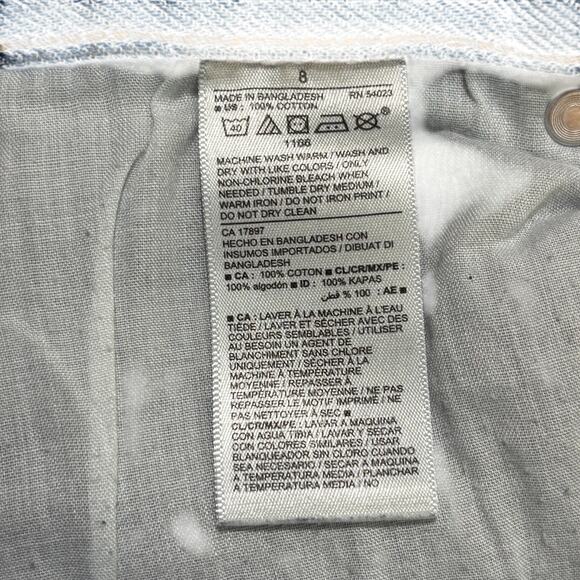 8
MADE IN BANGLADESH RN 54023
■ US : 100% COTTON
40
1166
MACHINE WASH WARM / WASH AND
DRY WITH LIKE COLORS / ONLY
NON-CHLORINE BLEACH WHEN
NEEDED / TUMBLE DRY MEDIUM /
WARM IRON / DO NOT IRON PRINT /
DO NOT DRY CLEAN
CA 17897
HECHO EN BANGLADESH CON
INSUMOS IMPORTADOS / DIBUAT DI
BANGLADESH
■ CA : 100% COTON ■ CL/CR/MX/PE :
100% algodón ■ ID : 100% KAPAS
■ AE : 100 % قطن
■ CA : LAVER À LA MACHINE À L'EAU
TIÈDE / LAVER ET SÉCHER AVEC DES
COULEURS SEMBLABLES / UTILISER
AU BESOIN UN AGENT DE
BLANCHIMENT SANS CHLORE
UNIQUEMENT / SÉCHER À LA
MACHINE À TEMPÉRATURE
MOYENNE / REPASSER À
TEMPÉRATURE MOYENNE / NE PAS
REPASSER LE MOTIF IMPRIMÉ / NE
PAS NETTOYER À SEC ■
CL/CR/MX/PE : LAVAR A MAQUINA
CON AGUA TIBIA / LAVAR Y SECAR
CON COLORES SIMILARES / USAR
BLANQUEADOR SIN CLORO CUANDO
SEA NECESARIO / SECAR A MAQUINA
A TEMPERATURA MEDIA / PLANCHAR
A TEMPERATURA MEDIA / NO